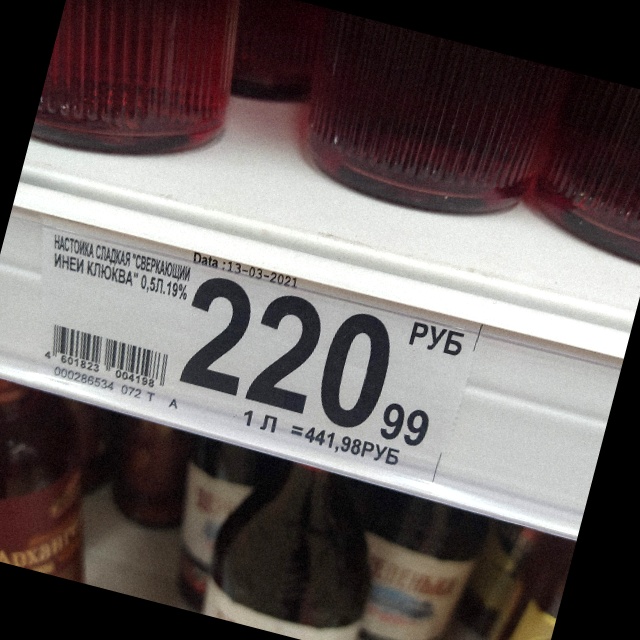 НАСТОЙКА СЛАДКАЯ "СВЕРКАЮЩИЙ
ИНЕЙ КЛЮКВА" 0,5Л.19%
Data :13-03-2021
220 99 РУБ
4 601823 004198
000286534 072 Т А
1 Л =441,98РУБ